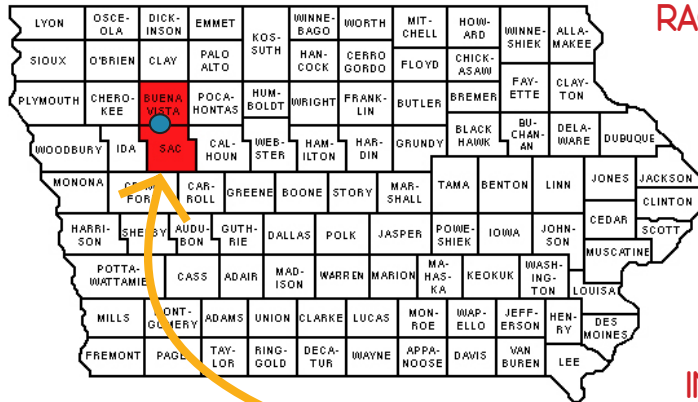 LYON
OSCE-
OLA
DICK-
INSON
EMMET
KOS-
SUTH
WINNE-
BAGO
WORTH
MIT-
CHELL
HOW-
ARD
WINNE-
SHIEK
ALLA-
MAKEE
RA
SIOUX
O'BRIEN
CLAY
PALO
ALTO
HAN-
COCK
CERRO
GORDO
FLOYD
CHICK-
ASAW
PLYMOUTH
CHERO-
KEE
BUENA
VISTA
POCA-
HONTAS
HUM-
BOLDT
WRIGHT
FRANK-
LIN
BUTLER
BREMER
FAY-
ETTE
CLAY-
TON
WOODBURY
IDA
SAC
CAL-
HOUN
WEB-
STER
HAM-
ILTON
HAR-
DIN
GRUNDY
BLACK
HAWK
BU-
CHAN-
AN
DELA-
WARE
DUBUQUE
MONONA
CAR-
ROLL
GREENE
BOONE
STORY
MAR-
SHALL
TAMA
BENTON
LINN
JONES
JACKSON
CLINTON
HARRI-
SON
SHELBY
AUDU-
BON
GUTH-
RIE
DALLAS
POLK
JASPER
POWE-
SHIEK
IOWA
JOHN-
SON
CEDAR
SCOTT
MUSCATINE
POTTA-
WATTAMIE
CASS
ADAIR
MAD-
ISON
WARREN
MARION
MA-
HAS-
KA
KEOKUK
WASH-
ING-
TON
LOUISA
MILLS
MONT-
GOMERY
ADAMS
UNION
CLARKE
LUCAS
MON-
ROE
WAP-
ELLO
JEFF-
ERSON
HEN-
RY
DES
MOINES
FREMONT
PAGE
TAY-
LOR
RING-
GOLD
DECA-
TUR
WAYNE
APPA-
NOOSE
DAVIS
VAN
BUREN
LEE
IN